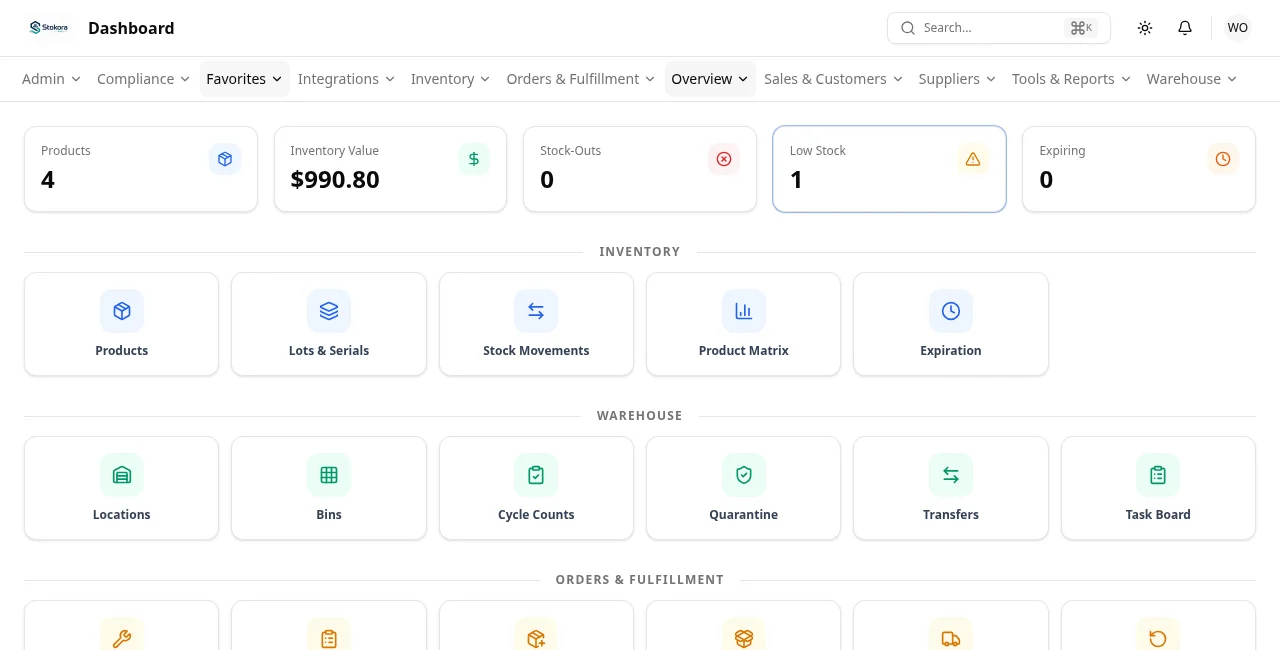 Stokora
Dashboard
Search...
⌘K
WO
Admin
Compliance
Favorites
Integrations
Inventory
Orders & Fulfillment
Overview
Sales & Customers
Suppliers
Tools & Reports
Warehouse
Products
4
Inventory Value
$990.80
Stock-Outs
0
Low Stock
1
Expiring
0
INVENTORY
Products
Lots & Serials
Stock Movements
Product Matrix
Expiration
WAREHOUSE
Locations
Bins
Cycle Counts
Quarantine
Transfers
Task Board
ORDERS & FULFILLMENT